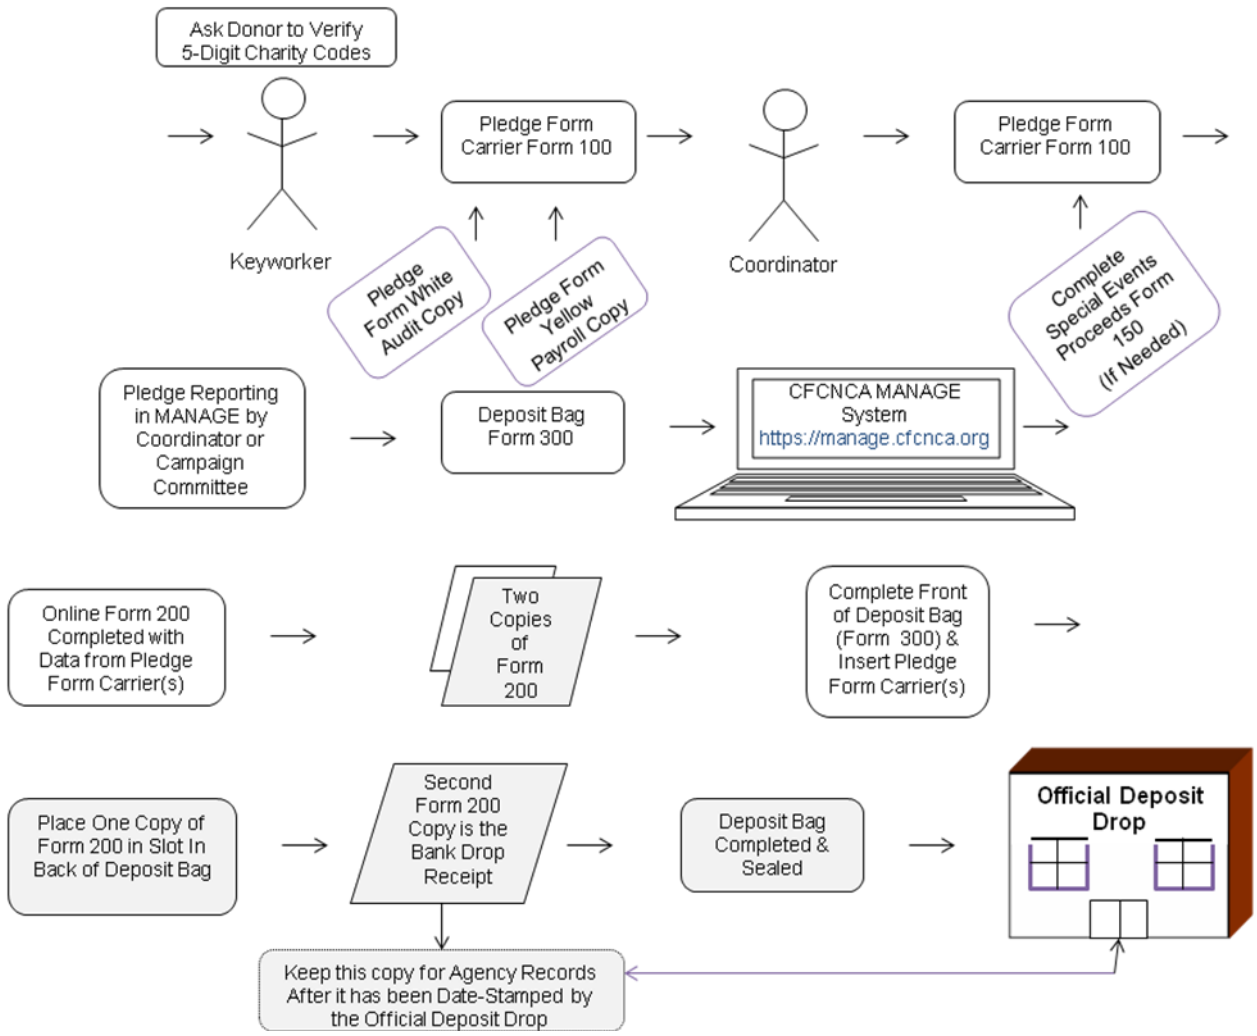 Ask Donor to Verify
5-Digit Charity Codes
Keyworker
Pledge Form
Carrier Form 100
Pledge
Form White
Audit Copy
Pledge Form
Yellow
Payroll Copy
Coordinator
Pledge Form
Carrier Form 100
Complete
Special Events
Proceeds Form
150
(If Needed)
Pledge Reporting
in MANAGE by
Coordinator or
Campaign
Committee
Deposit Bag
Form 300
CFCNCA MANAGE
System
https://manage.cfcnca.org
Online Form 200
Completed with
Data from Pledge
Form Carrier(s)
Two
Copies
of
Form
200
Complete Front
of Deposit Bag
(Form 300) &
Insert Pledge
Form Carrier(s)
Place One Copy of
Form 200 in Slot In
Back of Deposit Bag
Second
Form 200
Copy is the
Bank Drop
Receipt
Deposit Bag
Completed &
Sealed
Official Deposit
Drop
Keep this copy for Agency Records
After it has been Date-Stamped by
the Official Deposit Drop